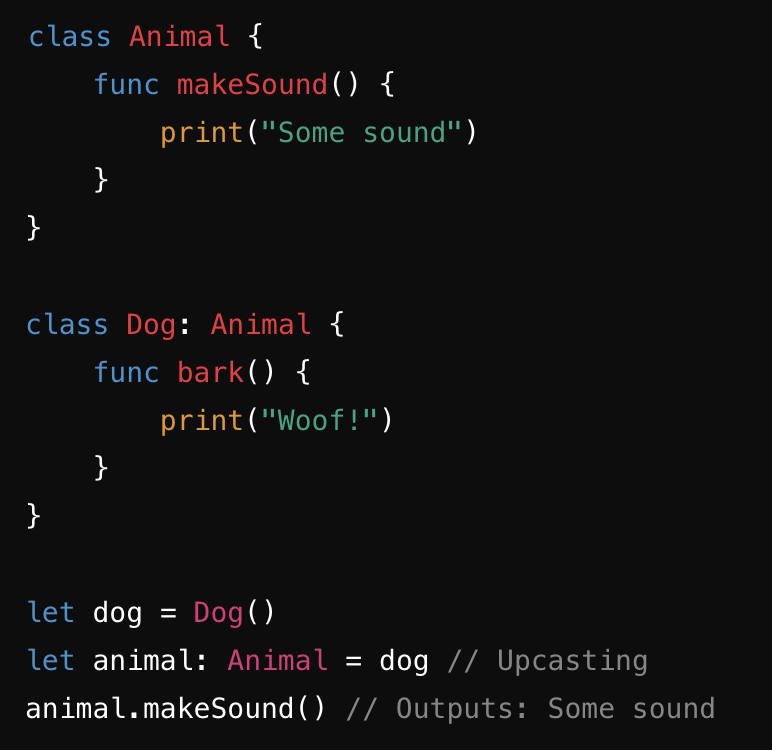 class Animal {
    func makeSound() {
        print("Some sound")
    }
}

class Dog: Animal {
    func bark() {
        print("Woof!")
    }
}

let dog = Dog()
let animal: Animal = dog // Upcasting
animal.makeSound() // Outputs: Some sound